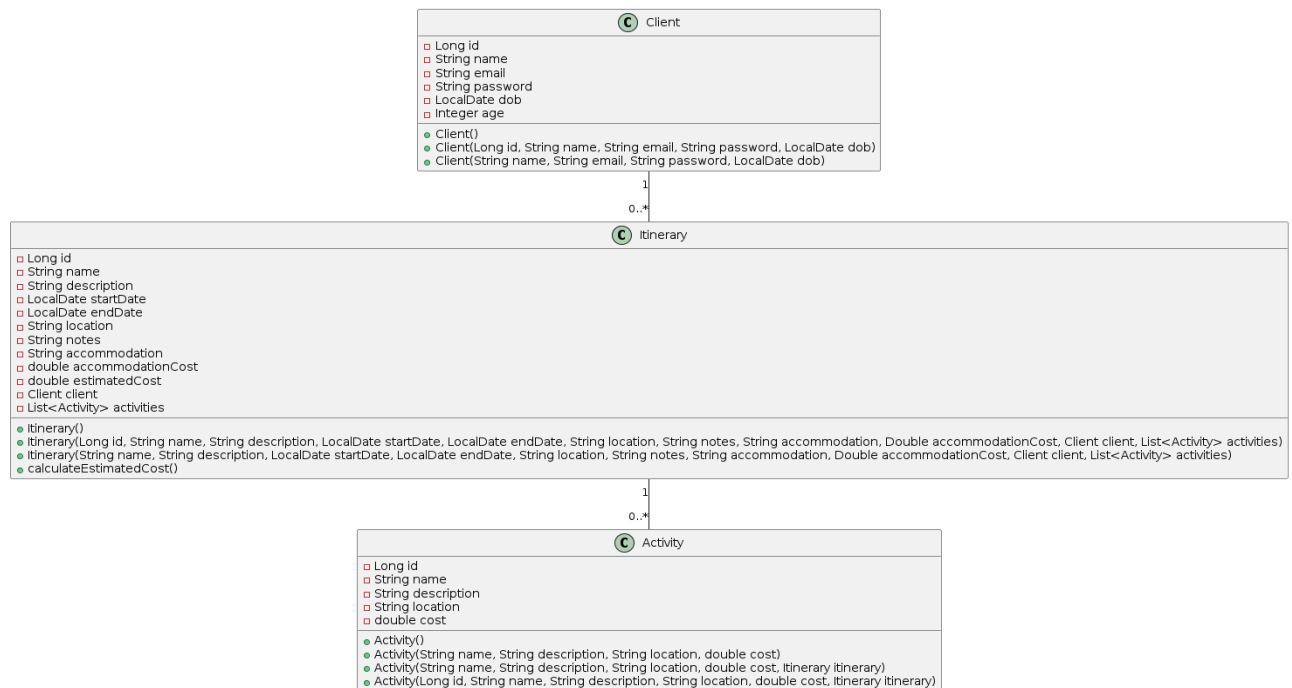 C Client
Long id
String name
String email
String password
LocalDate dob
Integer age
Client()
Client(Long id, String name, String email, String password, LocalDate dob)
Client(String name, String email, String password, LocalDate dob)
1
0..*
C Itinerary
Long id
String name
String description
LocalDate startDate
LocalDate endDate
String location
String notes
String accommodation
double accommodationCost
double estimatedCost
Client client
List<Activity> activities
Itinerary()
Itinerary(Long id, String name, String description, LocalDate startDate, LocalDate endDate, String location, String notes, String accommodation, Double accommodationCost, Client client, List<Activity> activities)
Itinerary(String name, String description, LocalDate startDate, LocalDate endDate, String location, String notes, String accommodation, Double accommodationCost, Client client, List<Activity> activities)
calculateEstimatedCost()
1
0..*
C Activity
Long id
String name
String description
String location
double cost
Activity()
Activity(String name, String description, String location, double cost)
Activity(String name, String description, String location, double cost, Itinerary itinerary)
Activity(Long id, String name, String description, String location, double cost, Itinerary itinerary)